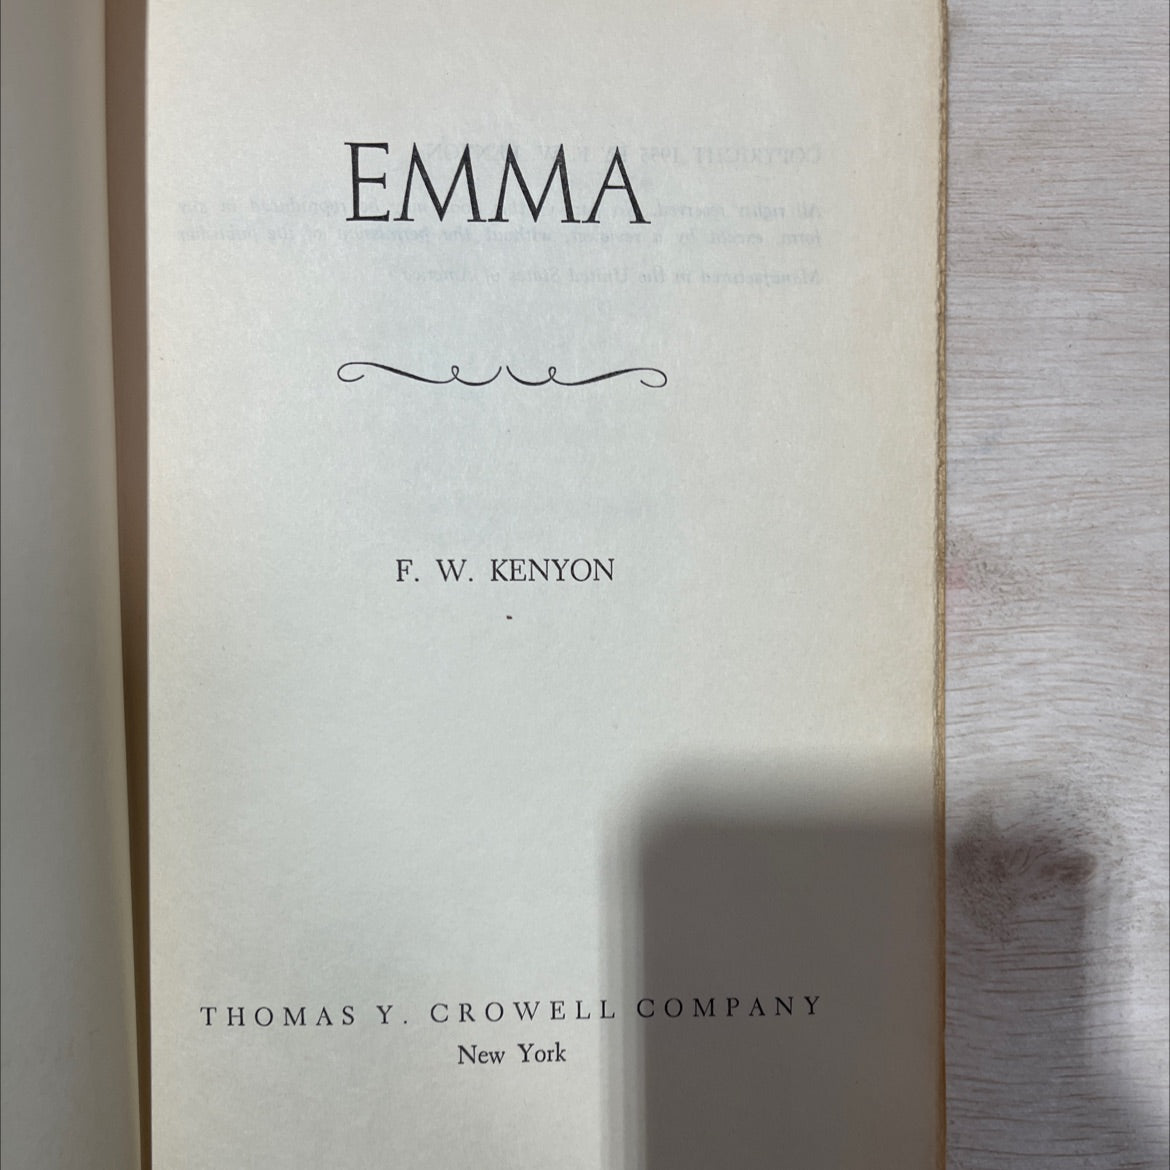 EMMA
F. W. KENYON
THOMAS Y. CROWELL COMPANY
New York